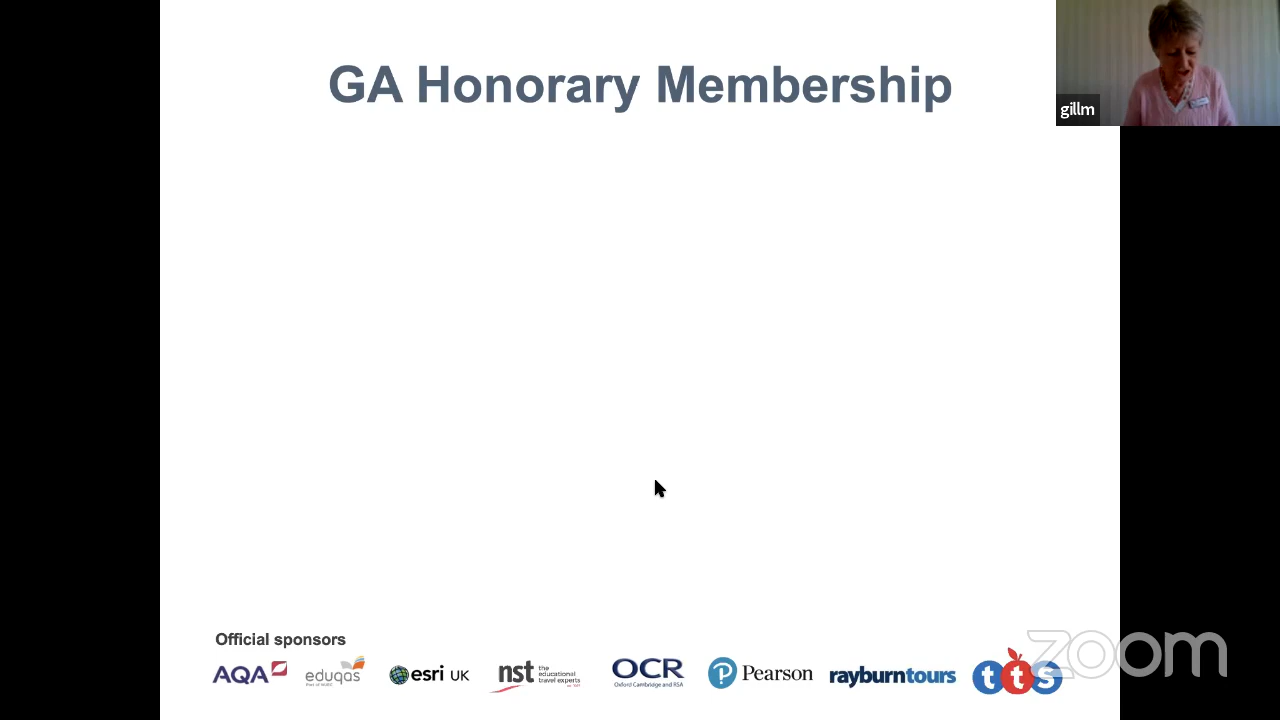 GA Honorary Membership
gillm
Official sponsors
AQA
eduqas
esri UK
nst the educational travel experts
OCR
Oxford Cambridge and RSA
Pearson
rayburntours
tts
zoom